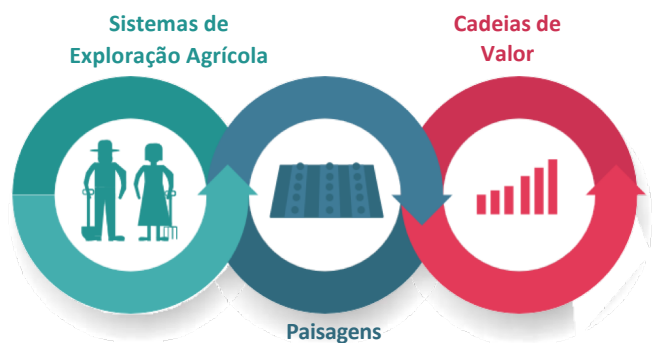 Sistemas de
Exploração Agrícola
Cadeias de
Valor
Paisagens